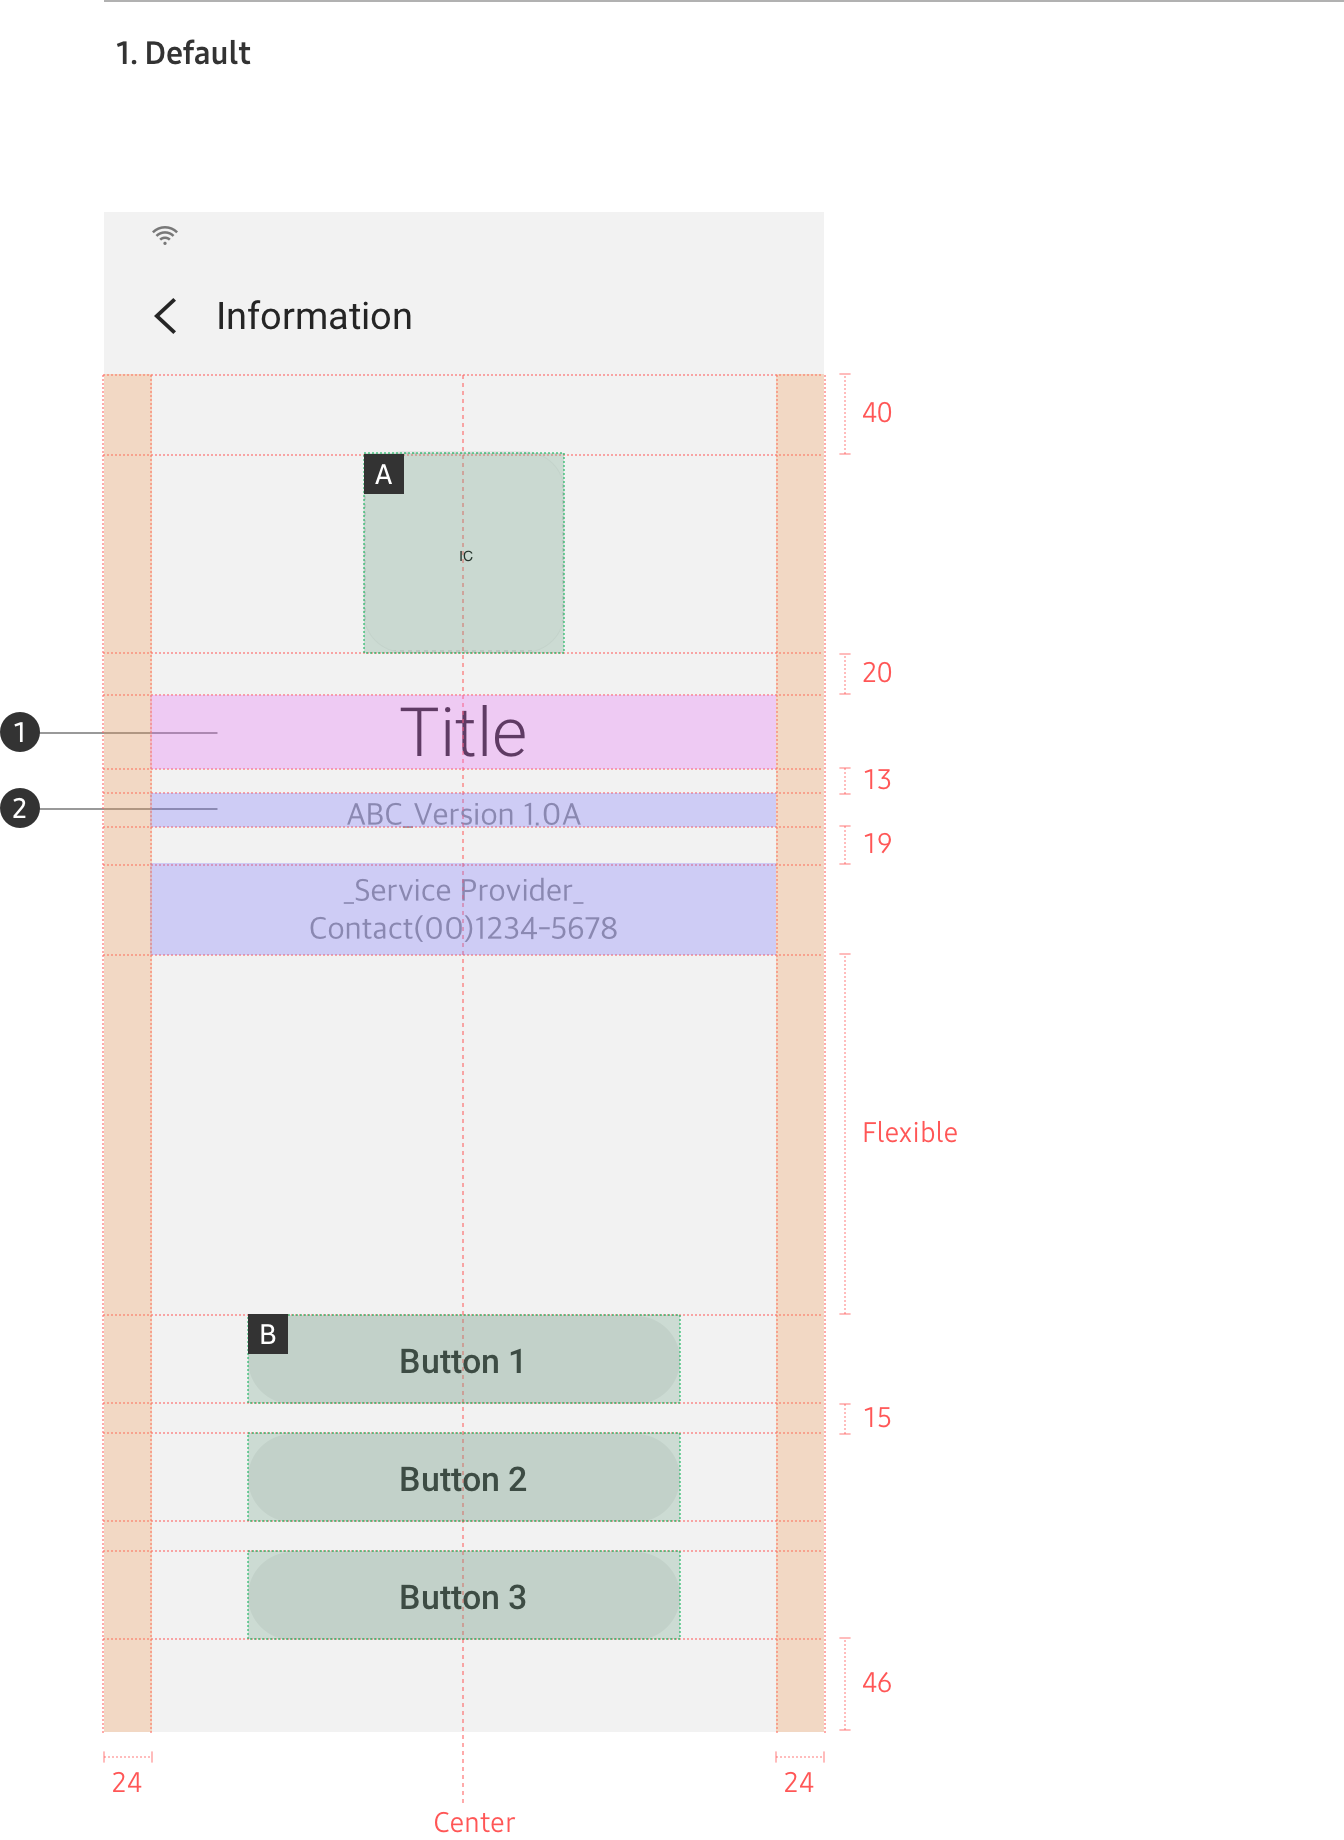 1. Default
Information
40
A
IC
20
1
Title
13
2
ABC_Version 1.0A
19
_Service Provider_
Contact(00)1234-5678
Flexible
B
Button 1
15
Button 2
Button 3
46
24
24
Center